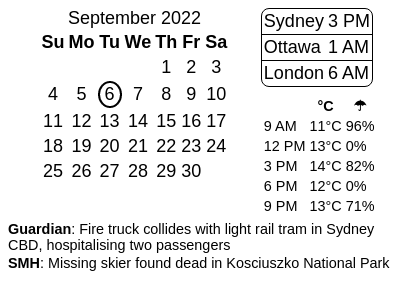 September 2022
Su Mo Tu We Th Fr Sa
1 2 3
4 5 6 7 8 9 10
11 12 13 14 15 16 17
18 19 20 21 22 23 24
25 26 27 28 29 30
Sydney 3 PM
Ottawa 1 AM
London 6 AM
°C ☂
9 AM 11°C 96%
12 PM 13°C 0%
3 PM 14°C 82%
6 PM 12°C 0%
9 PM 13°C 71%
Guardian: Fire truck collides with light rail tram in Sydney
CBD, hospitalising two passengers
SMH: Missing skier found dead in Kosciuszko National Park